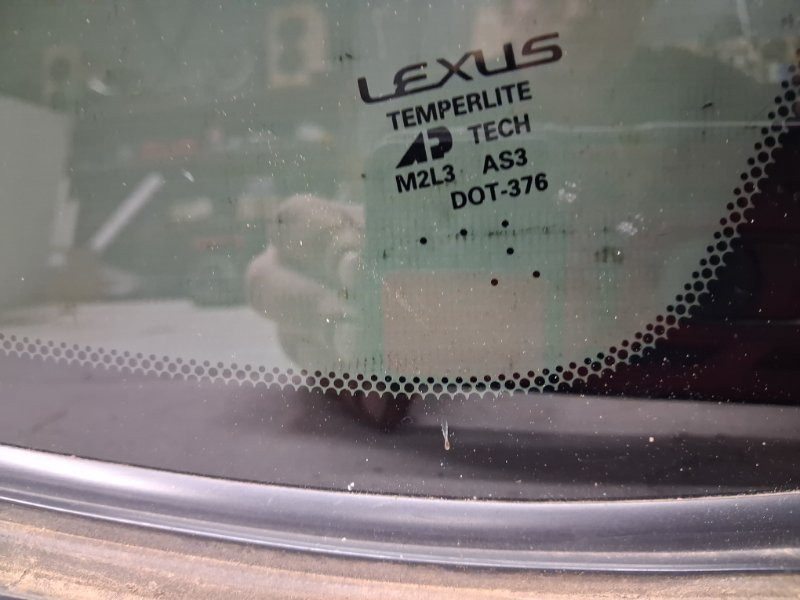 LEXUS
TEMPERLITE
AP TECH
M2L3 AS3
DOT-376